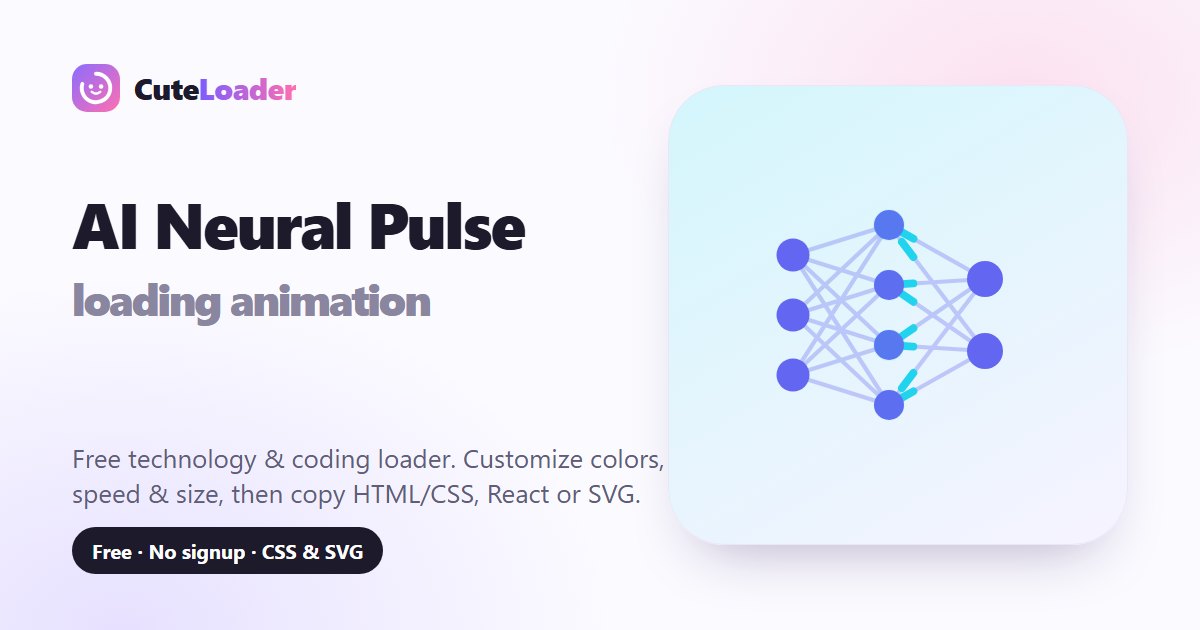 CuteLoader
AI Neural Pulse
loading animation
Free technology & coding loader. Customize colors,
speed & size, then copy HTML/CSS, React or SVG.
Free · No signup · CSS & SVG